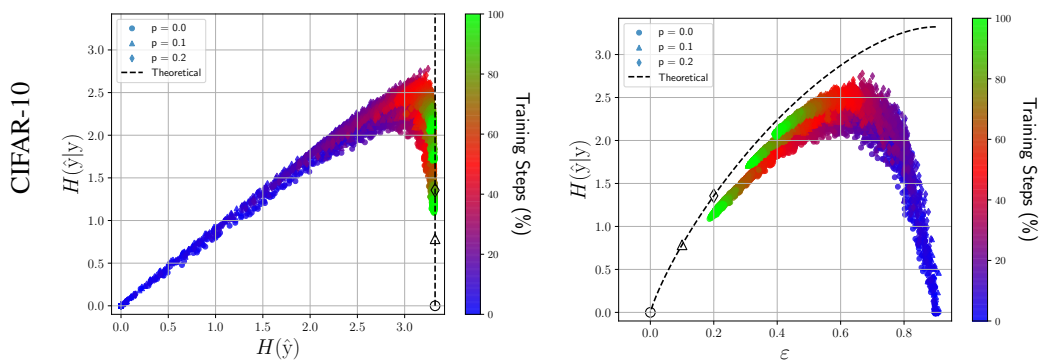 CIFAR-10
H(ŷ|y)
3.0
2.5
2.0
1.5
1.0
0.5
0.0
p = 0.0
p = 0.1
p = 0.2
Theoretical
0.0 0.5 1.0 1.5 2.0 2.5 3.0
H(ŷ)
100
80
60
40
20
0
Training Steps (%)
H(ŷ|y)
3.0
2.5
2.0
1.5
1.0
0.5
0.0
p = 0.0
p = 0.1
p = 0.2
Theoretical
0.0 0.2 0.4 0.6 0.8
ε
100
80
60
40
20
0
Training Steps (%)